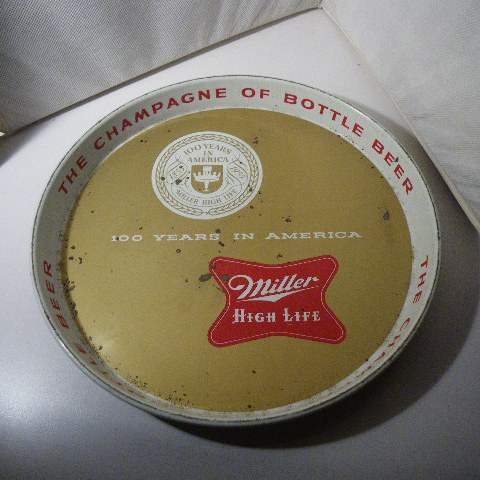 THE CHAMPAGNE OF BOTTLE BEER
100 YEARS
IN
AMERICA
MILLER HIGH LIFE
100 YEARS IN AMERICA
Miller
HIGH LIFE
BEER
THE